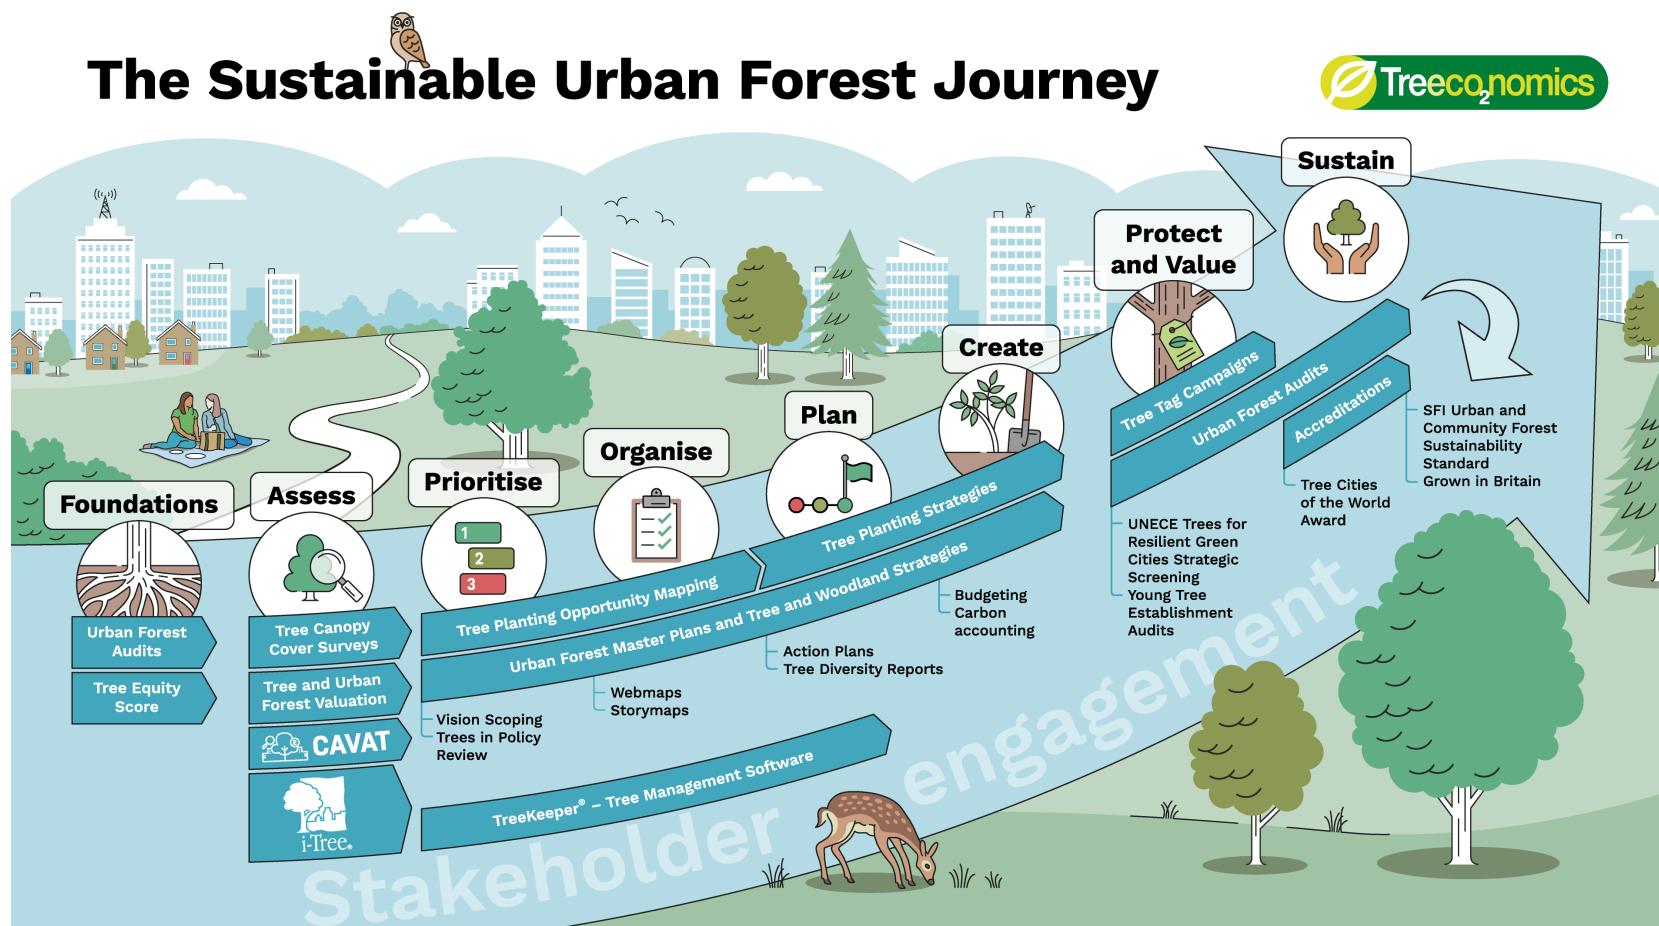 The Sustainable Urban Forest Journey
Treeco2nomics
Foundations
Urban Forest
Audits
Tree Equity
Score
Assess
Tree Canopy
Cover Surveys
Tree and Urban
Forest Valuation
CAVAT
i-Tree®
Prioritise
1
2
3
Organise
Plan
Create
Protect
and Value
Sustain
Tree Planting Opportunity Mapping
Tree Planting Strategies
Urban Forest Master Plans and Tree and Woodland Strategies
Vision Scoping
Trees in Policy
Review
Webmaps
Storymaps
Action Plans
Tree Diversity Reports
Budgeting
Carbon
accounting
TreeKeeper® – Tree Management Software
Tree Tag Campaigns
Urban Forest Audits
Accreditations
UNECE Trees for
Resilient Green
Cities Strategic
Screening
Young Tree
Establishment
Audits
Tree Cities
of the World
Award
SFI Urban and
Community Forest
Sustainability
Standard
Grown in Britain
Stakeholder engagement